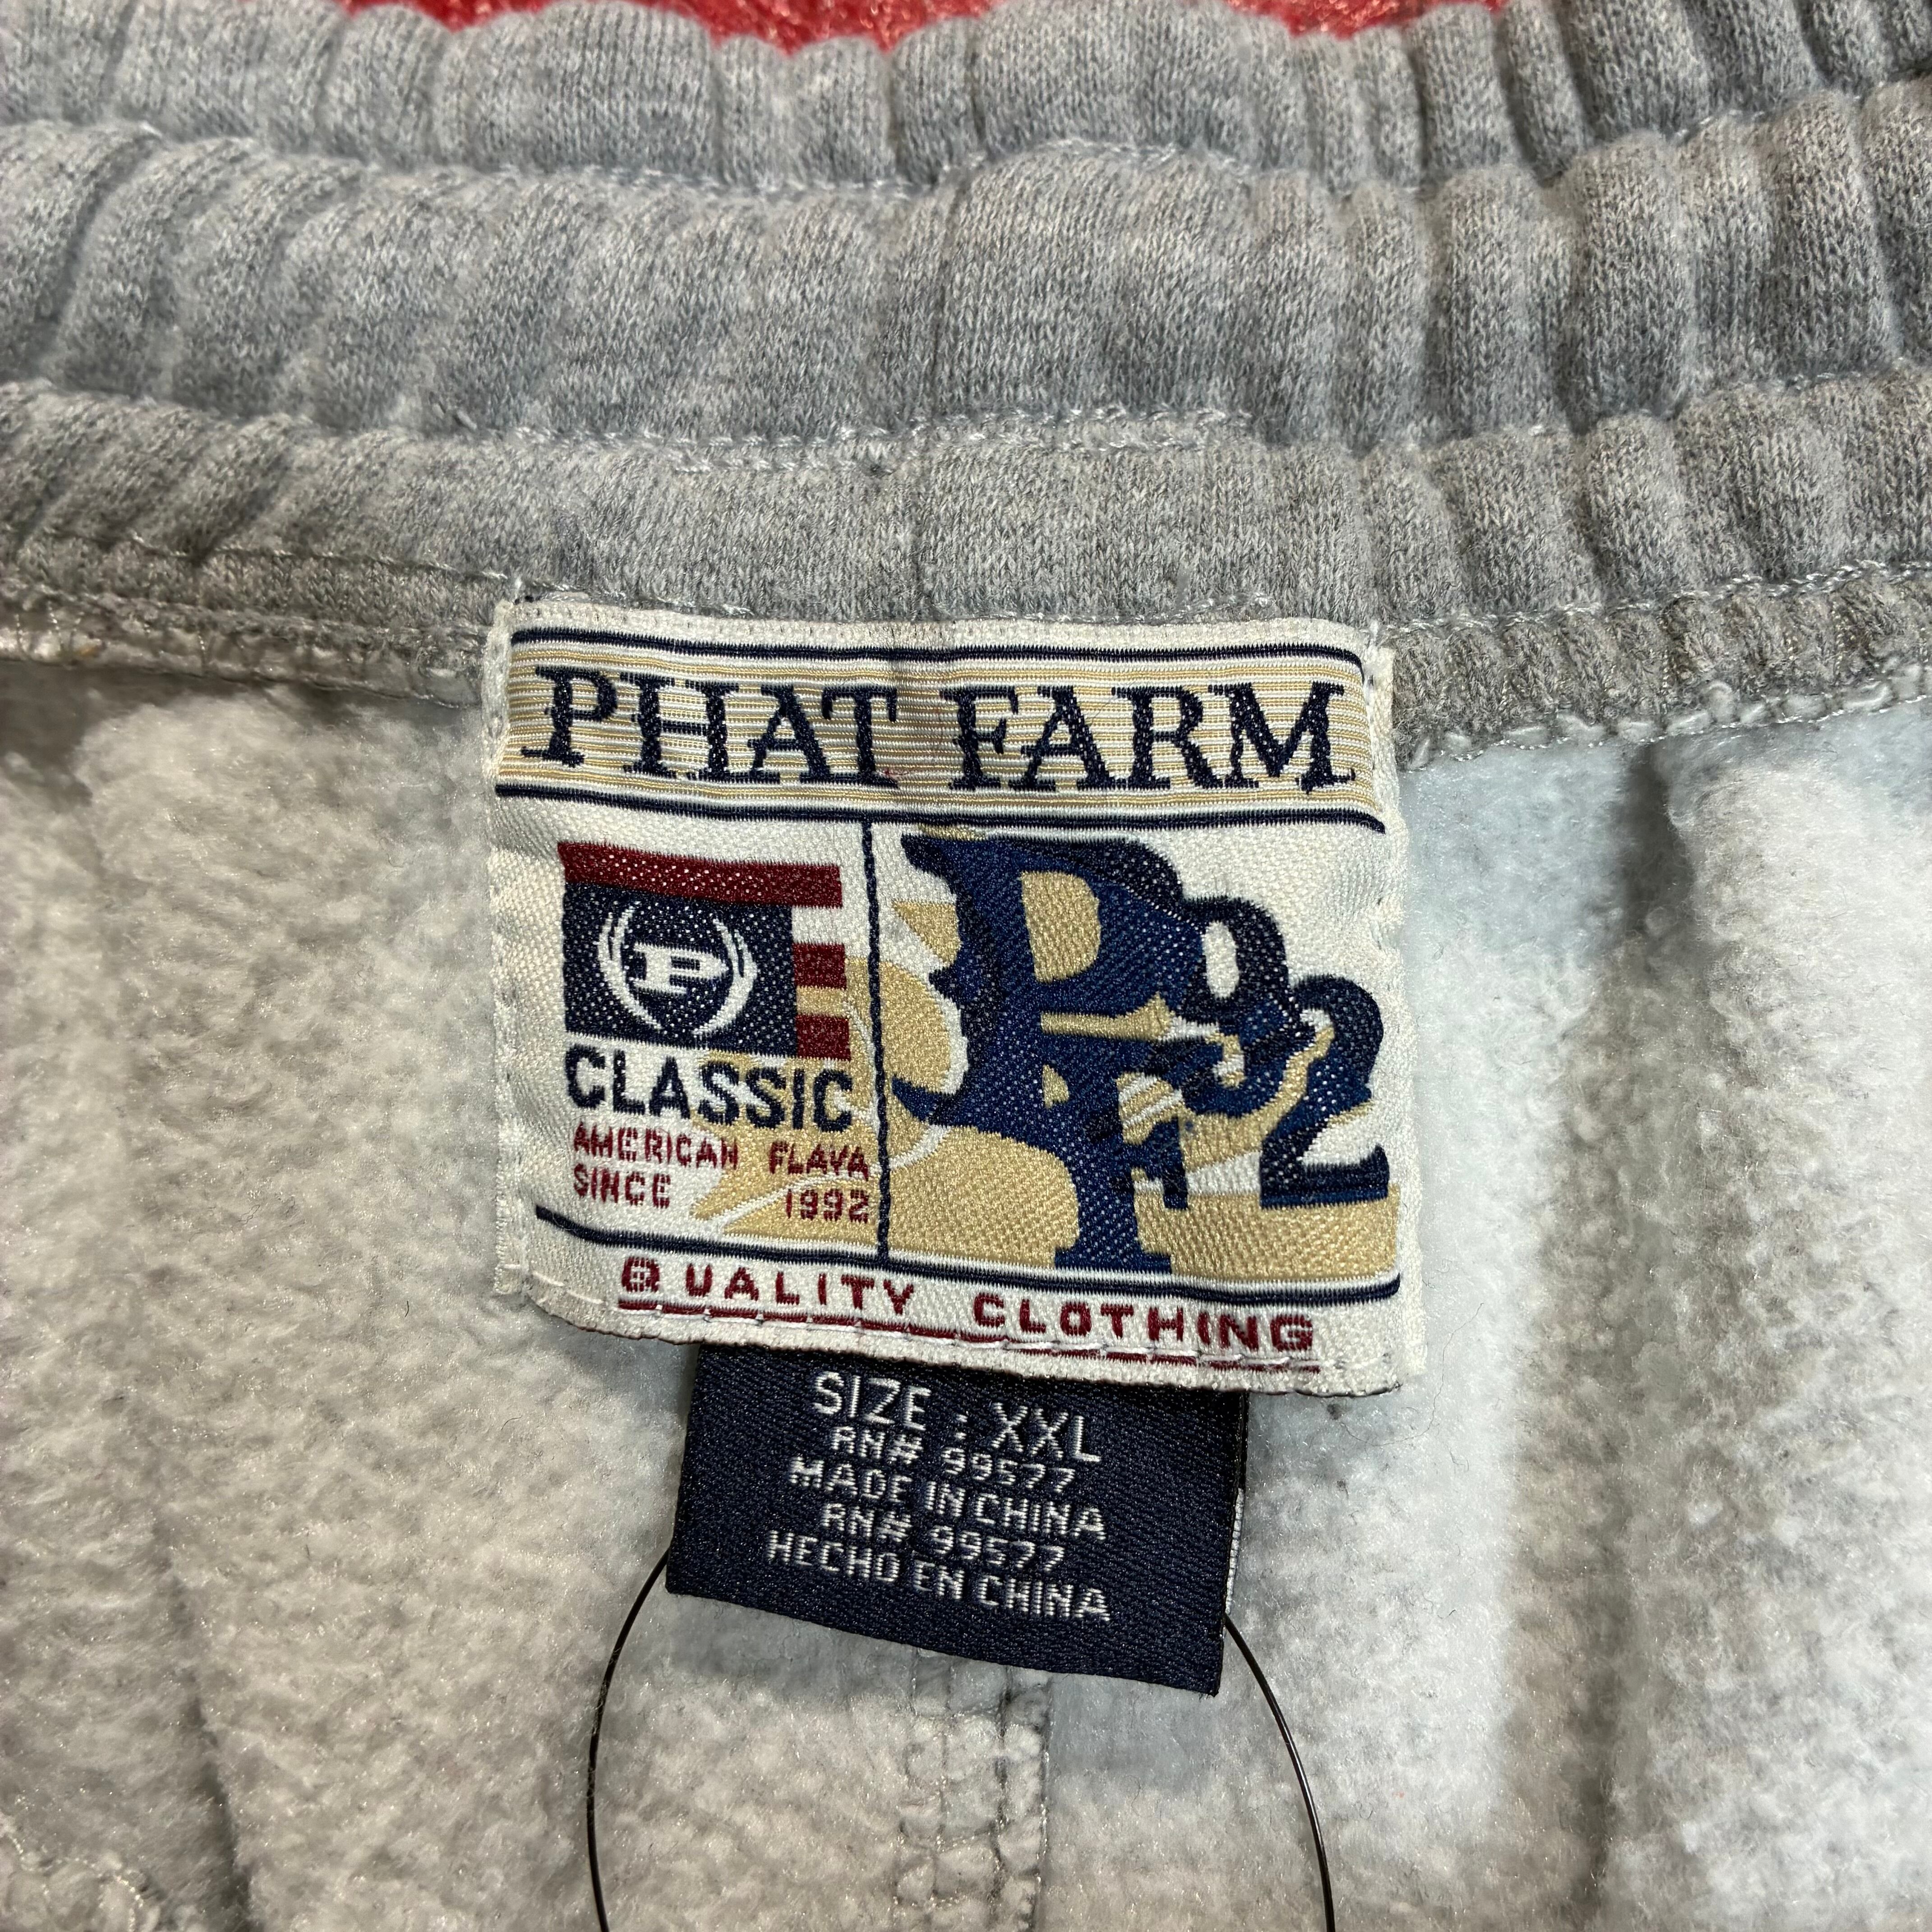 PHAT FARM
P
CLASSIC
AMERICAN FLAVA
SINCE 1992
P 92
F
QUALITY CLOTHING
SIZE : XXL
RN# 99577
MADE IN CHINA
RN# 99577
HECHO EN CHINA